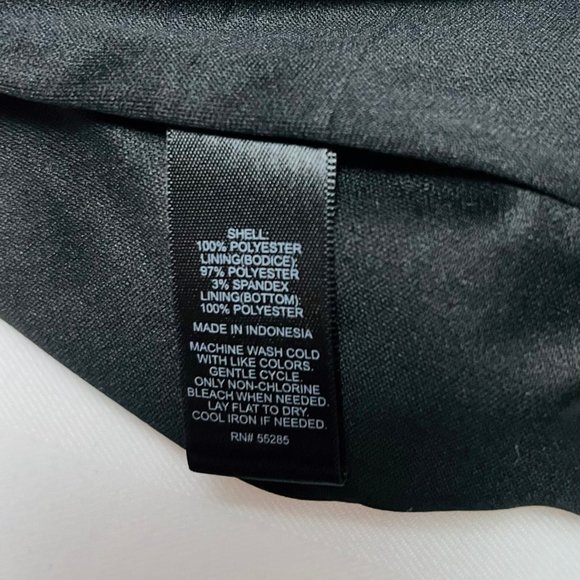 SHELL:
100% POLYESTER
LINING(BODICE):
97% POLYESTER
3% SPANDEX
LINING(BOTTOM):
100% POLYESTER
MADE IN INDONESIA
MACHINE WASH COLD
WITH LIKE COLORS.
GENTLE CYCLE.
ONLY NON-CHLORINE
BLEACH WHEN NEEDED.
LAY FLAT TO DRY.
COOL IRON IF NEEDED.
RN# 55285